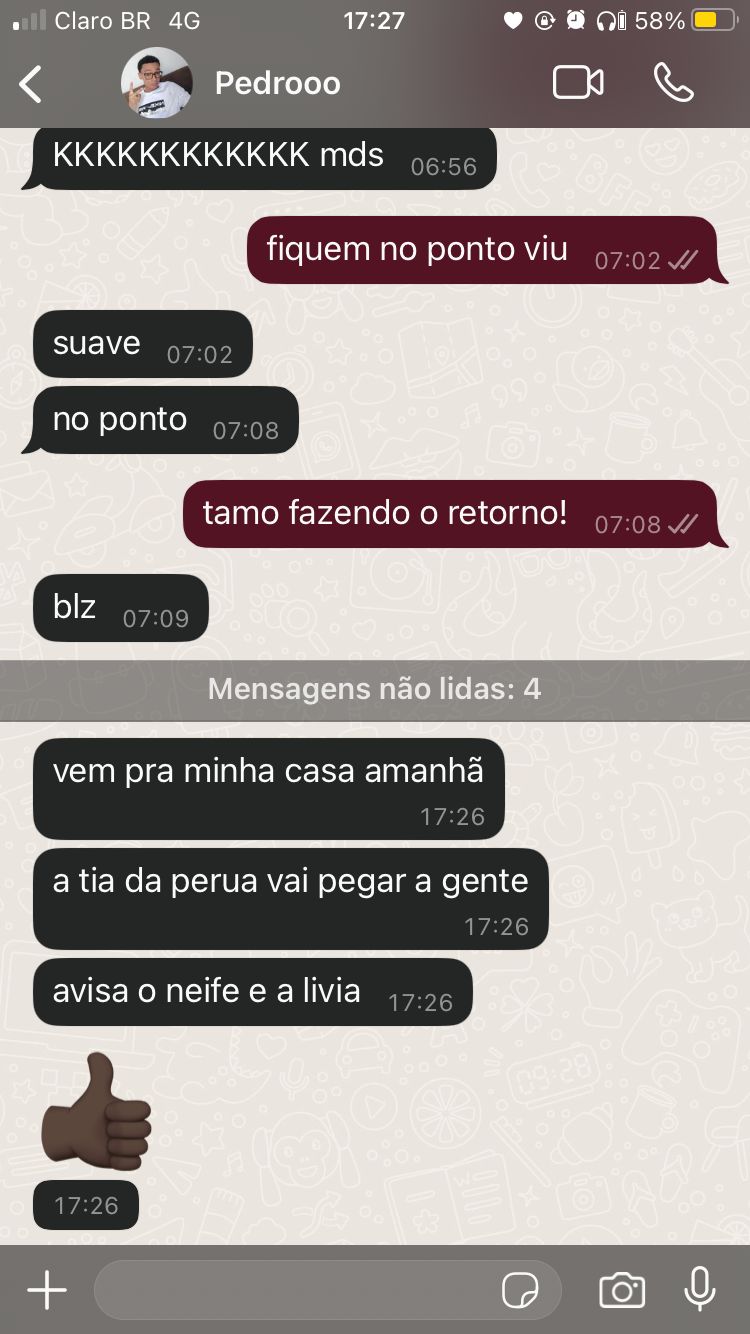 Claro BR 4G 17:27 58%
Pedrooo
KKKKKKKKKKKK mds 06:56
fiquem no ponto viu 07:02
suave 07:02
no ponto 07:08
tamo fazendo o retorno! 07:08
blz 07:09
Mensagens não lidas: 4
vem pra minha casa amanhã
17:26
a tia da perua vai pegar a gente
17:26
avisa o neife e a livia 17:26
17:26